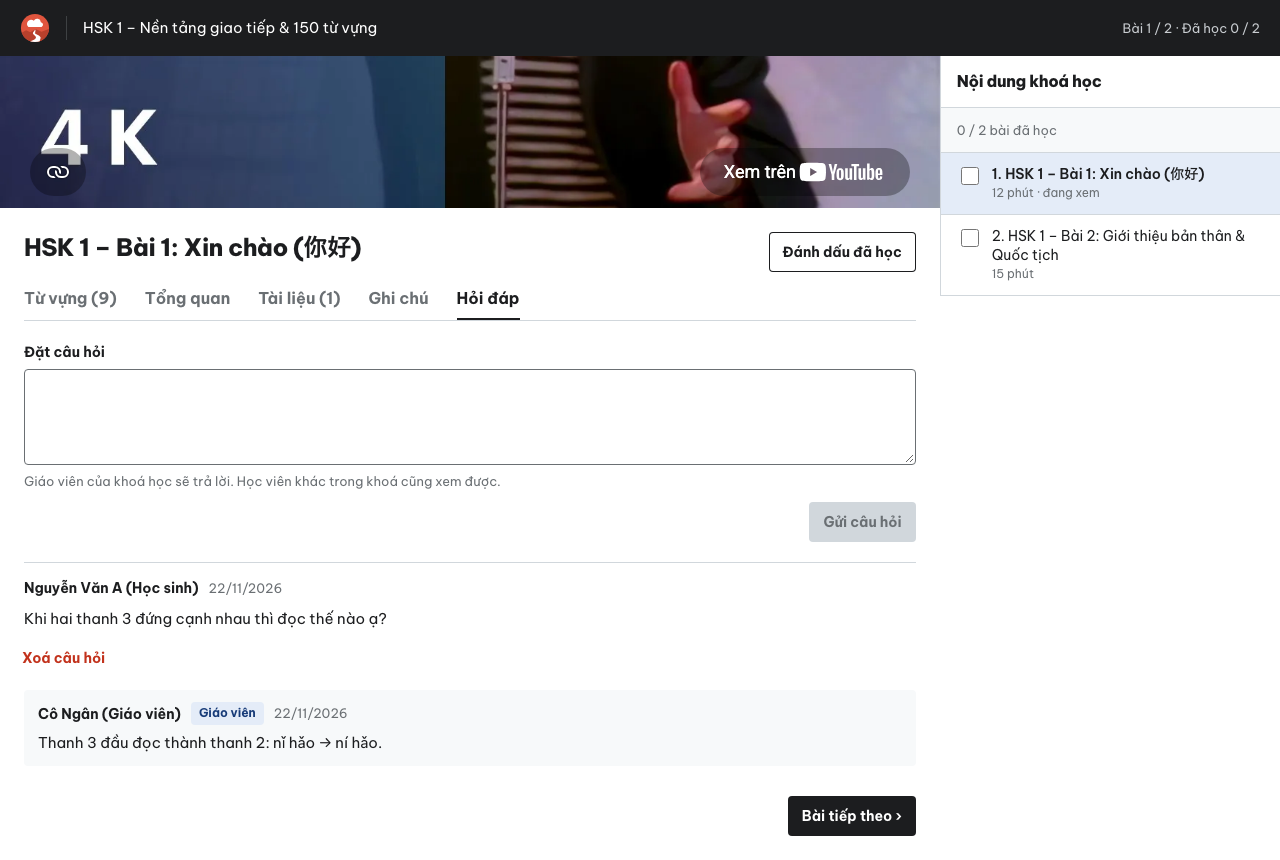 HSK 1 – Nền tảng giao tiếp & 150 từ vựng
Bài 1 / 2 · Đã học 0 / 2
4 K
Xem trên YouTube
Nội dung khoá học
0 / 2 bài đã học
1. HSK 1 – Bài 1: Xin chào (你好)
12 phút · đang xem
2. HSK 1 – Bài 2: Giới thiệu bản thân &
Quốc tịch
15 phút
HSK 1 – Bài 1: Xin chào (你好)
Đánh dấu đã học
Từ vựng (9)
Tổng quan
Tài liệu (1)
Ghi chú
Hỏi đáp
Đặt câu hỏi
Giáo viên của khoá học sẽ trả lời. Học viên khác trong khoá cũng xem được.
Gửi câu hỏi
Nguyễn Văn A (Học sinh) 22/11/2026
Khi hai thanh 3 đứng cạnh nhau thì đọc thế nào ạ?
Xoá câu hỏi
Cô Ngân (Giáo viên) Giáo viên 22/11/2026
Thanh 3 đầu đọc thành thanh 2: nǐ hǎo → ní hǎo.
Bài tiếp theo ›